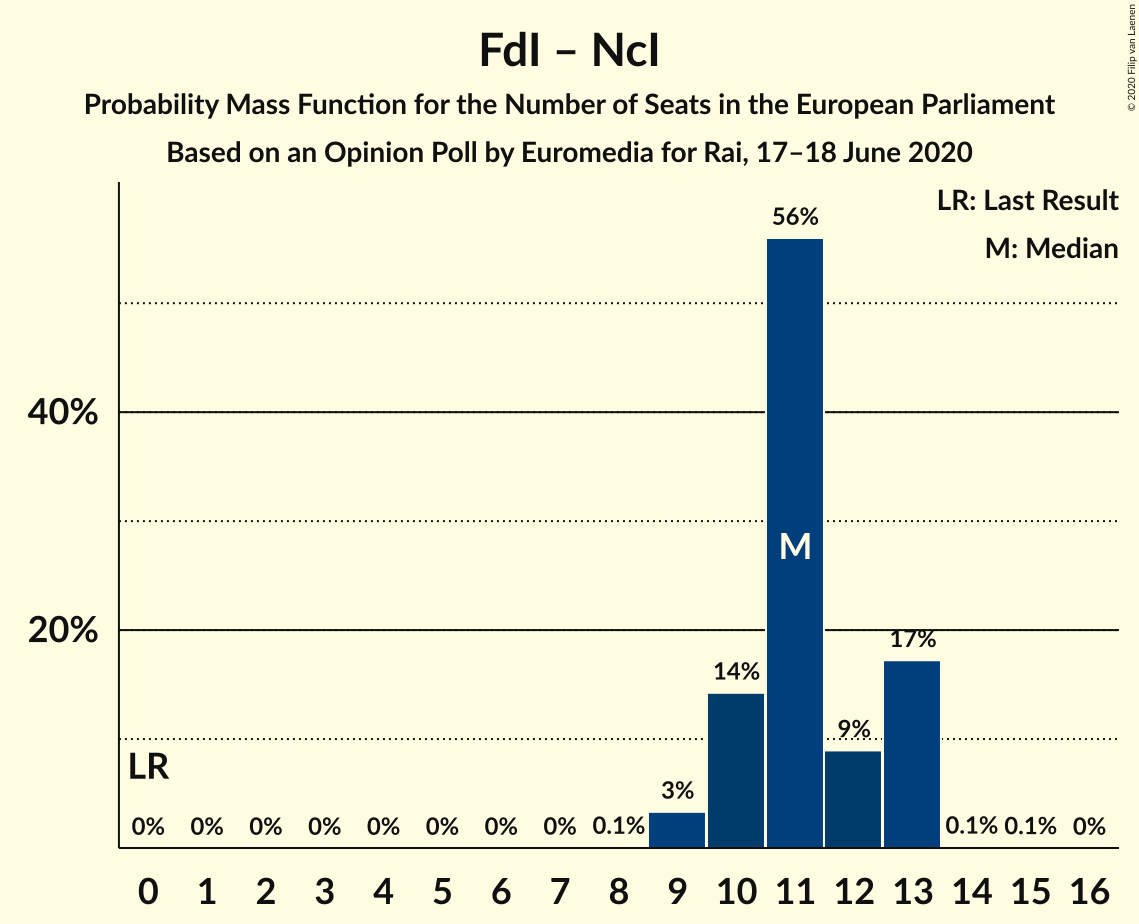 FdI – NcI
Probability Mass Function for the Number of Seats in the European Parliament
Based on an Opinion Poll by Euromedia for Rai, 17–18 June 2020
© 2020 Filip van Laenen
LR: Last Result
M: Median
56%
40%
M
20%
17%
14%
9%
LR
3%
0% 0% 0% 0% 0% 0% 0% 0% 0.1% 0.1% 0.1% 0%
0 1 2 3 4 5 6 7 8 9 10 11 12 13 14 15 16